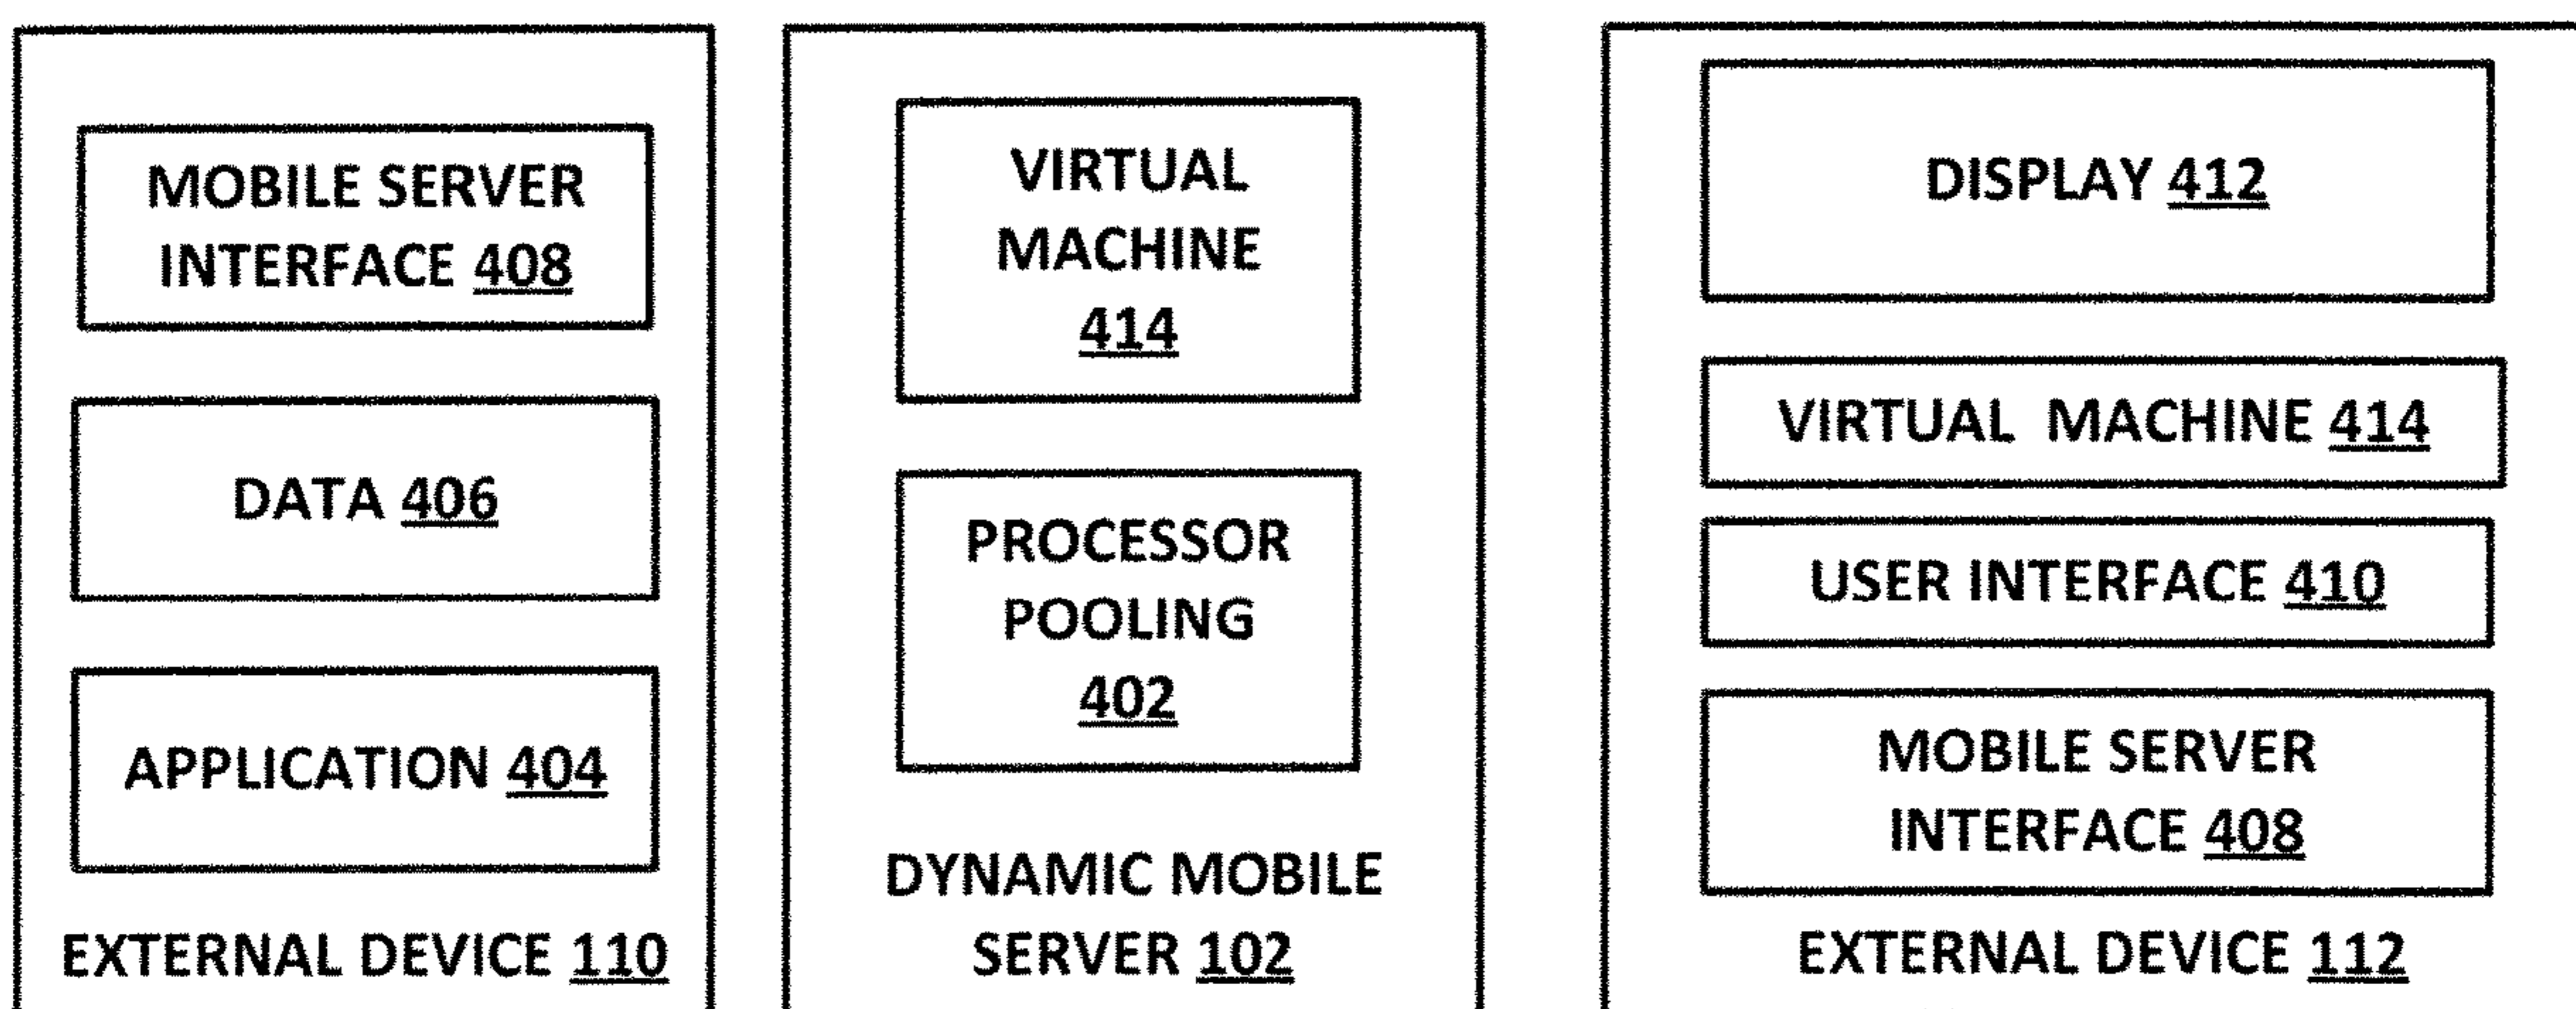 MOBILE SERVER
INTERFACE 408
DATA 406
APPLICATION 404
EXTERNAL DEVICE 110
VIRTUAL
MACHINE
414
PROCESSOR
POOLING
402
DYNAMIC MOBILE
SERVER 102
DISPLAY 412
VIRTUAL MACHINE 414
USER INTERFACE 410
MOBILE SERVER
INTERFACE 408
EXTERNAL DEVICE 112